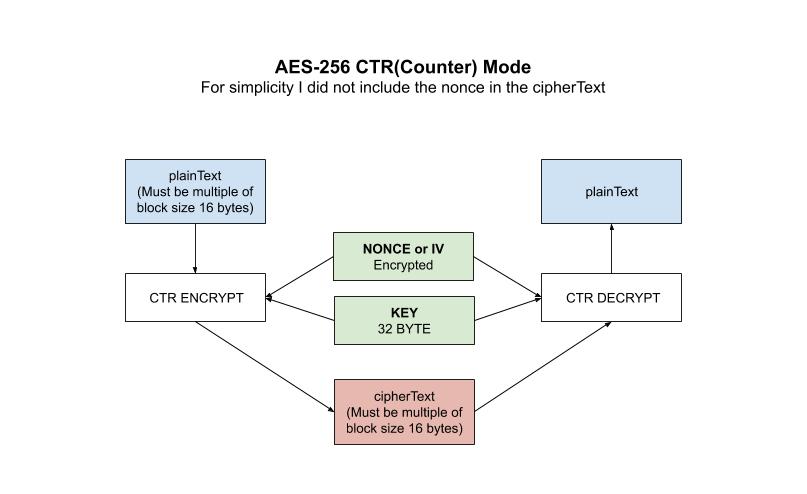 AES-256 CTR(Counter) Mode
For simplicity I did not include the nonce in the cipherText
plainText
(Must be multiple of
block size 16 bytes)
plainText
NONCE or IV
Encrypted
CTR ENCRYPT
CTR DECRYPT
KEY
32 BYTE
cipherText
(Must be multiple of
block size 16 bytes)